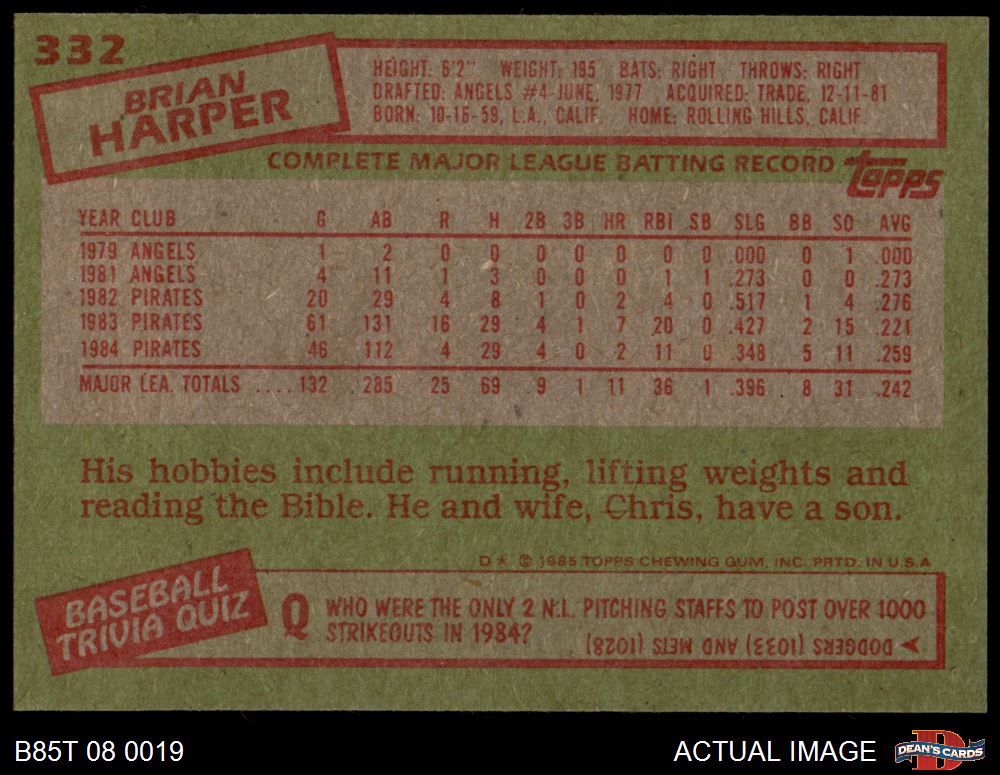 332
BRIAN
HARPER
HEIGHT: 6'2" WEIGHT: 195 BATS: RIGHT THROWS: RIGHT
DRAFTED: ANGELS #4-JUNE, 1977 ACQUIRED: TRADE, 12-11-81
BORN: 10-16-59, L.A., CALIF. HOME: ROLLING HILLS, CALIF.
COMPLETE MAJOR LEAGUE BATTING RECORD
topps
YEAR CLUB G AB R H 2B 3B HR RBI SB SLG BB SO AVG
1979 ANGELS 1 2 0 0 0 0 0 0 0 .000 0 1 .000
1981 ANGELS 4 11 1 3 0 0 0 1 1 .273 0 0 .273
1982 PIRATES 20 29 4 8 1 0 2 4 0 .517 1 4 .276
1983 PIRATES 61 131 16 29 4 1 7 20 0 .427 2 15 .221
1984 PIRATES 46 112 4 29 4 0 2 11 0 .348 5 11 .259
MAJOR LEA. TOTALS ....132 285 25 69 9 1 11 36 1 .396 8 31 .242
His hobbies include running, lifting weights and
reading the Bible. He and wife, Chris, have a son.
D* © 1985 TOPPS CHEWING GUM, INC. PRTD. IN U.S.A
BASEBALL
TRIVIA QUIZ
Q WHO WERE THE ONLY 2 N.L. PITCHING STAFFS TO POST OVER 1000
STRIKEOUTS IN 1984?
DODGERS (1033) AND METS (1028)
B85T 08 0019
ACTUAL IMAGE
DEAN'S CARDS